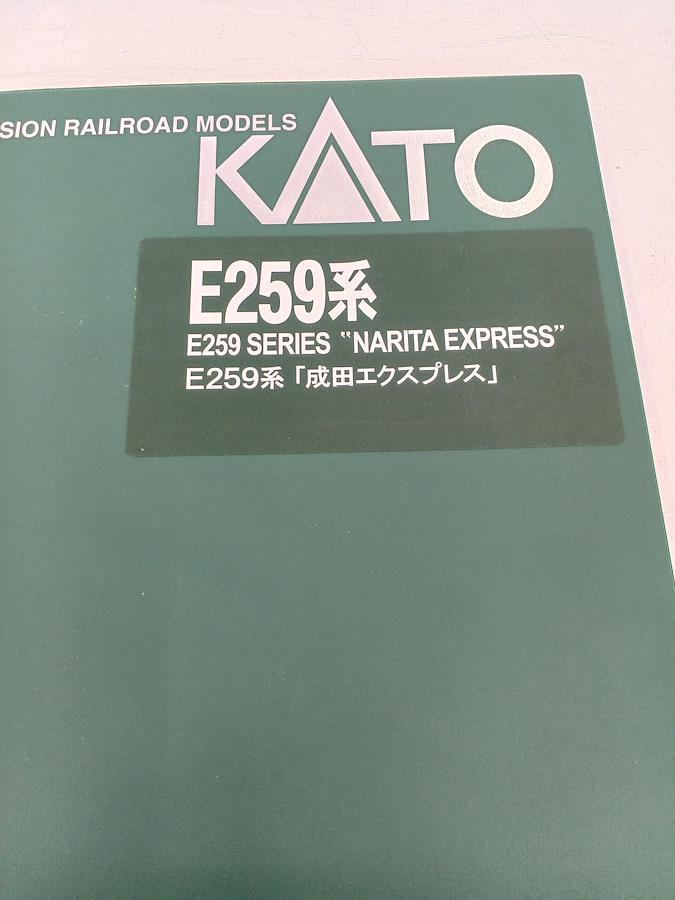 SION RAILROAD MODELS
KATO
E259系
E259 SERIES “NARITA EXPRESS”
E259系「成田エクスプレス」